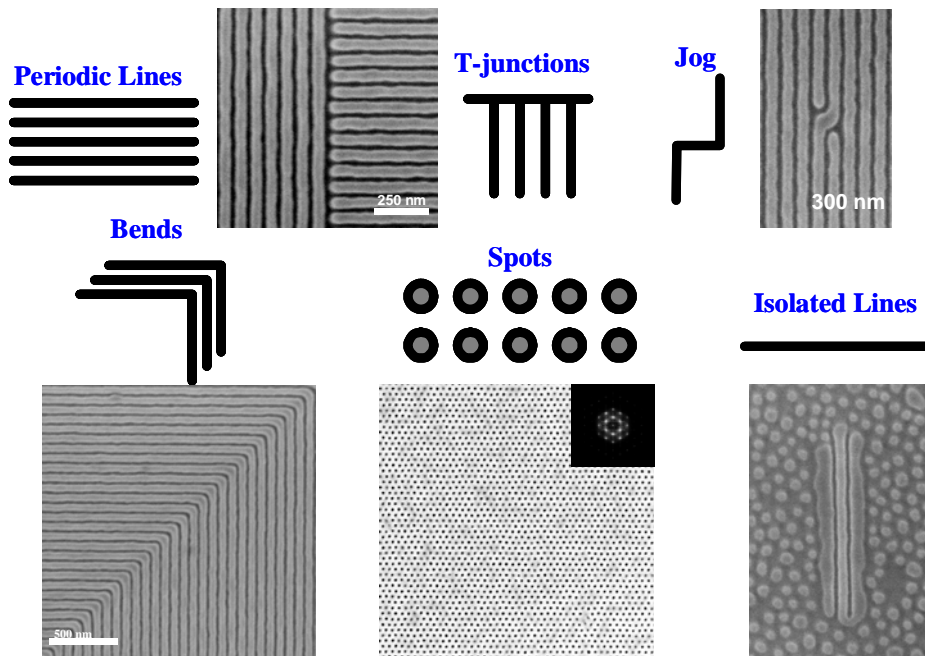 Periodic Lines
250 nm
T-junctions
Jog
300 nm
Bends
Spots
Isolated Lines
500 nm